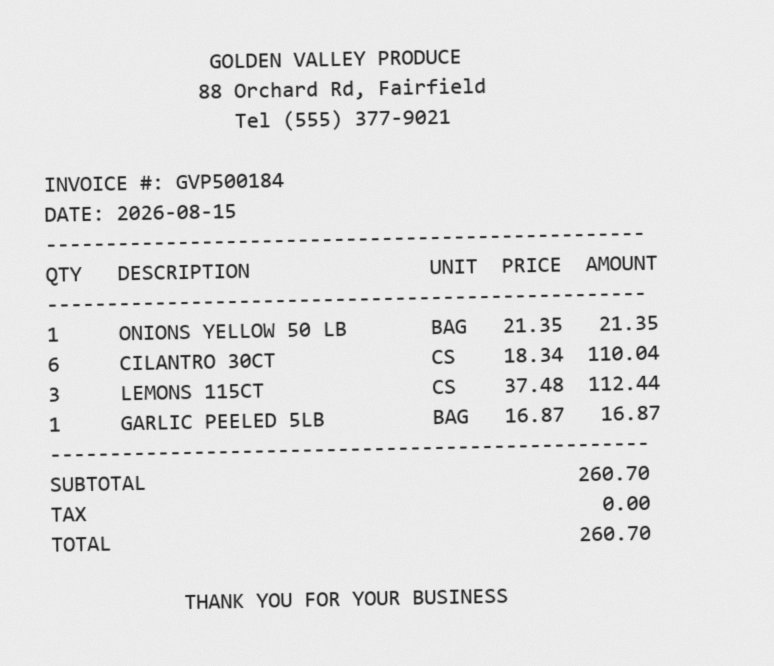 GOLDEN VALLEY PRODUCE
88 Orchard Rd, Fairfield
Tel (555) 377-9021
INVOICE #: GVP500184
DATE: 2026-08-15
--------------------------------------------------
QTY DESCRIPTION UNIT PRICE AMOUNT
--------------------------------------------------
1 ONIONS YELLOW 50 LB BAG 21.35 21.35
6 CILANTRO 30CT CS 18.34 110.04
3 LEMONS 115CT CS 37.48 112.44
1 GARLIC PEELED 5LB BAG 16.87 16.87
--------------------------------------------------
SUBTOTAL 260.70
TAX 0.00
TOTAL 260.70
THANK YOU FOR YOUR BUSINESS